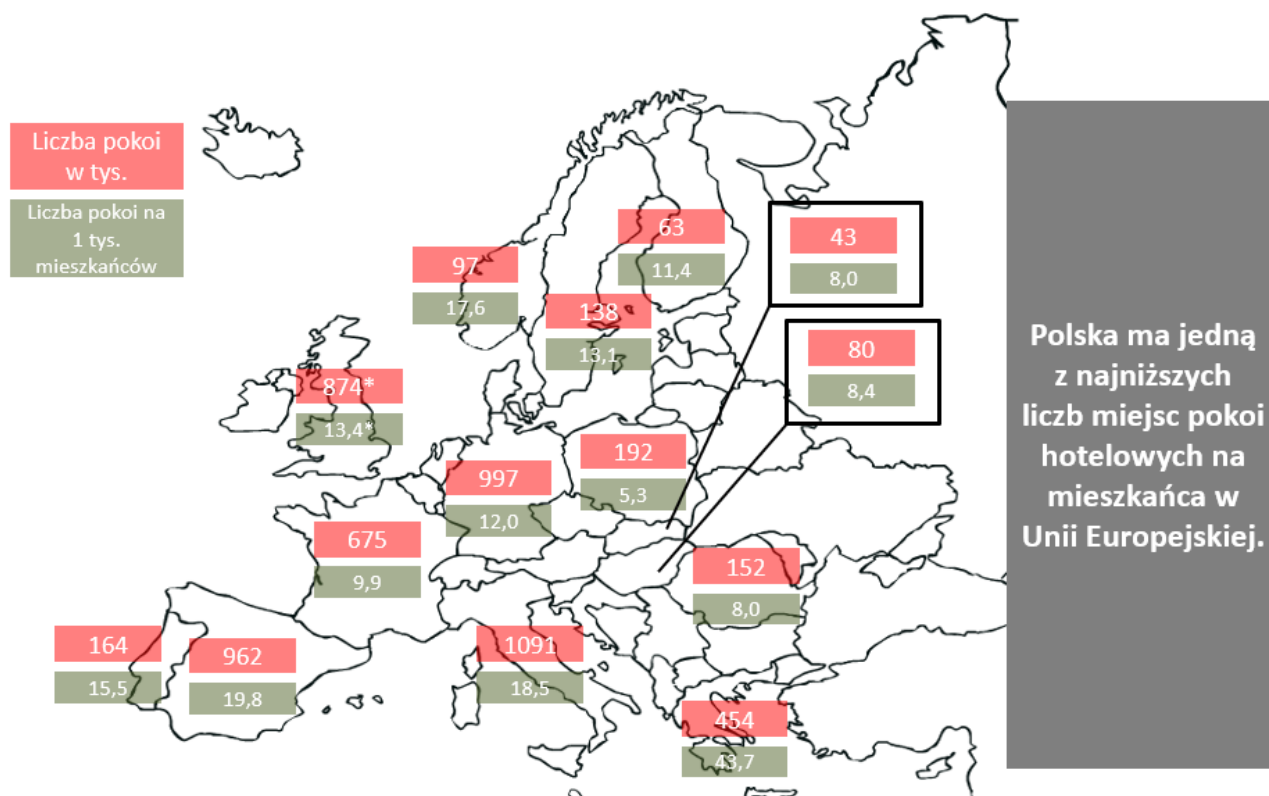 Liczba pokoi
w tys.
Liczba pokoi na
1 tys.
mieszkańców
63
11,4
43
8,0
97
17,6
138
13,1
80
8,4
874*
13,4*
192
5,3
997
12,0
675
9,9
152
8,0
164
15,5
962
19,8
1091
18,5
454
43,7
Polska ma jedną
z najniższych
liczb miejsc pokoi
hotelowych na
mieszkańca w
Unii Europejskiej.